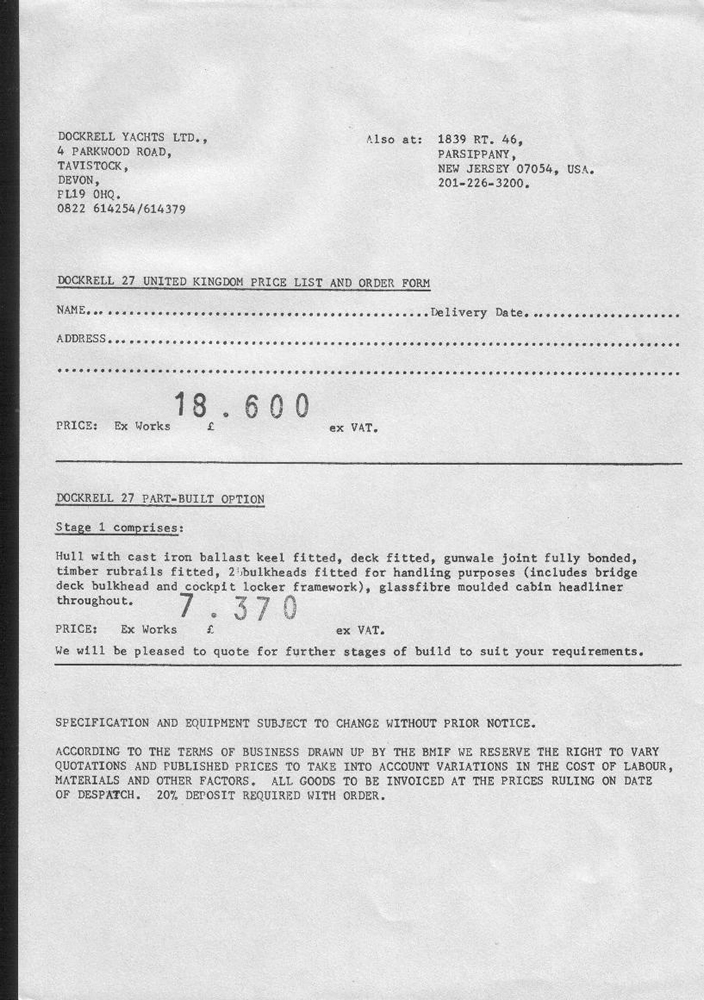 DOCKRELL YACHTS LTD.,
4 PARKWOOD ROAD,
TAVISTOCK,
DEVON,
PL19 0HQ.
0822 614254/614379
Also at: 1839 RT. 46,
PARSIPPANY,
NEW JERSEY 07054, USA.
201-226-3200.
DOCKRELL 27 UNITED KINGDOM PRICE LIST AND ORDER FORM
NAME...............................................Delivery Date......................
ADDRESS................................................................................
.......................................................................................
18.600
PRICE: Ex Works £ ex VAT.
DOCKRELL 27 PART-BUILT OPTION
Stage 1 comprises:
Hull with cast iron ballast keel fitted, deck fitted, gunwale joint fully bonded,
timber rubrails fitted, 2 bulkheads fitted for handling purposes (includes bridge
deck bulkhead and cockpit locker framework), glassfibre moulded cabin headliner
throughout.
7.370
PRICE: Ex Works £ ex VAT.
We will be pleased to quote for further stages of build to suit your requirements.
SPECIFICATION AND EQUIPMENT SUBJECT TO CHANGE WITHOUT PRIOR NOTICE.
ACCORDING TO THE TERMS OF BUSINESS DRAWN UP BY THE BMIF WE RESERVE THE RIGHT TO VARY
QUOTATIONS AND PUBLISHED PRICES TO TAKE INTO ACCOUNT VARIATIONS IN THE COST OF LABOUR,
MATERIALS AND OTHER FACTORS. ALL GOODS TO BE INVOICED AT THE PRICES RULING ON DATE
OF DESPATCH. 20% DEPOSIT REQUIRED WITH ORDER.